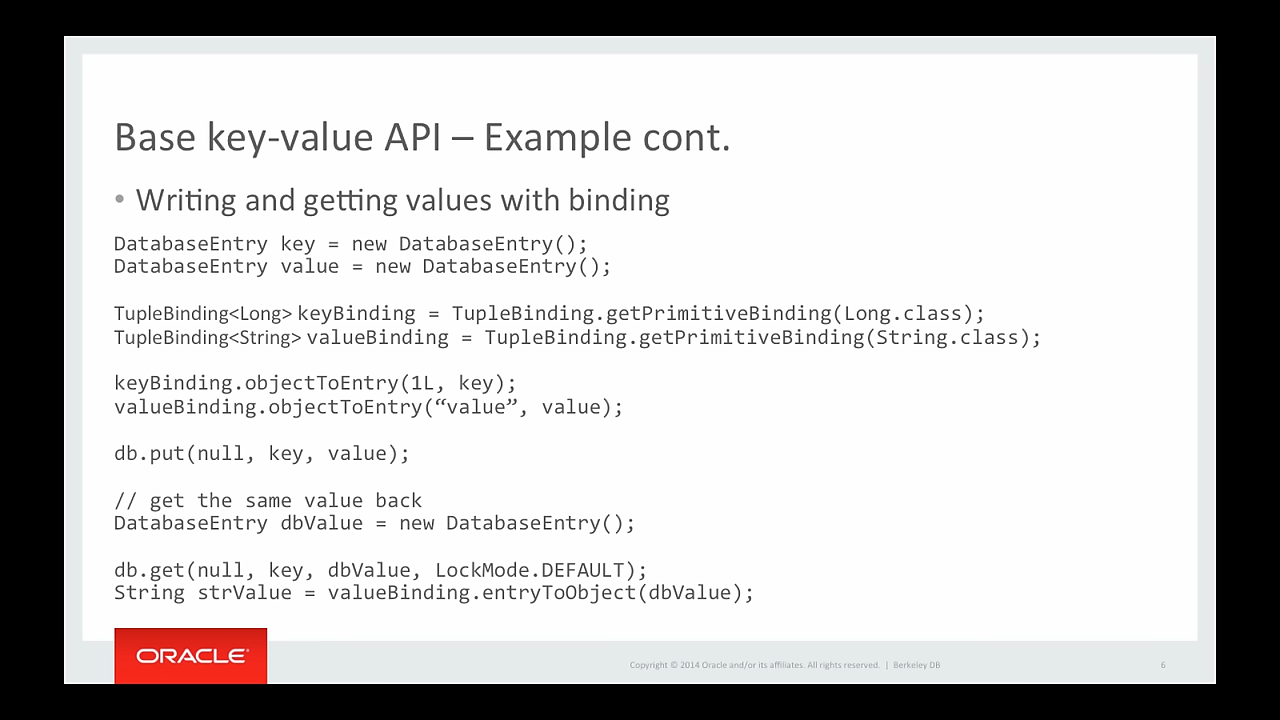 Base key-value API – Example cont.
• Writing and getting values with binding
DatabaseEntry key = new DatabaseEntry();
DatabaseEntry value = new DatabaseEntry();
TupleBinding<Long> keyBinding = TupleBinding.getPrimitiveBinding(Long.class);
TupleBinding<String> valueBinding = TupleBinding.getPrimitiveBinding(String.class);
keyBinding.objectToEntry(1L, key);
valueBinding.objectToEntry(“value”, value);
db.put(null, key, value);
// get the same value back
DatabaseEntry dbValue = new DatabaseEntry();
db.get(null, key, dbValue, LockMode.DEFAULT);
String strValue = valueBinding.entryToObject(dbValue);
ORACLE®
Copyright © 2014 Oracle and/or its affiliates. All rights reserved. | Berkeley DB
6